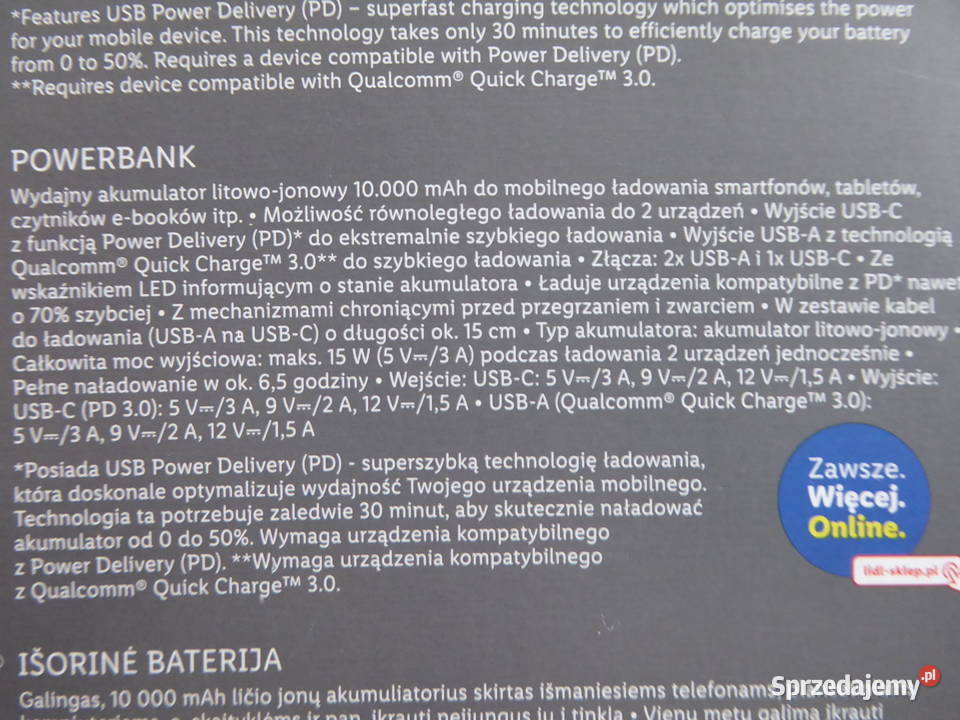 *Features USB Power Delivery (PD) – superfast charging technology which optimises the power
for your mobile device. This technology takes only 30 minutes to efficiently charge your battery
from 0 to 50%. Requires a device compatible with Power Delivery (PD).
**Requires device compatible with Qualcomm® Quick Charge™ 3.0.
POWERBANK
Wydajny akumulator litowo-jonowy 10.000 mAh do mobilnego ładowania smartfonów, tabletów,
czytników e-booków itp. • Możliwość równoległego ładowania do 2 urządzeń • Wyjście USB-C
z funkcją Power Delivery (PD)* do ekstremalnie szybkiego ładowania • Wyjście USB-A z technologią
Qualcomm® Quick Charge™ 3.0** do szybkiego ładowania • Złącza: 2x USB-A i 1x USB-C • Ze
wskaźnikiem LED informującym o stanie akumulatora • Ładuje urządzenia kompatybilne z PD* nawet
o 70% szybciej • Z mechanizmami chroniącymi przed przegrzaniem i zwarciem • W zestawie kabel
do ładowania (USB-A na USB-C) o długości ok. 15 cm • Typ akumulatora: akumulator litowo-jonowy •
Całkowita moc wyjściowa: maks. 15 W (5 V⎓/3 A) podczas ładowania 2 urządzeń jednocześnie •
Pełne naładowanie w ok. 6,5 godziny • Wejście: USB-C: 5 V⎓/3 A, 9 V⎓/2 A, 12 V⎓/1,5 A • Wyjście:
USB-C (PD 3.0): 5 V⎓/3 A, 9 V⎓/2 A, 12 V⎓/1,5 A • USB-A (Qualcomm® Quick Charge™ 3.0):
5 V⎓/3 A, 9 V⎓/2 A, 12 V⎓/1,5 A
*Posiada USB Power Delivery (PD) - superszybką technologię ładowania,
która doskonale optymalizuje wydajność Twojego urządzenia mobilnego.
Technologia ta potrzebuje zaledwie 30 minut, aby skutecznie naładować
akumulator od 0 do 50%. Wymaga urządzenia kompatybilnego
z Power Delivery (PD). **Wymaga urządzenia kompatybilnego
z Qualcomm® Quick Charge™ 3.0.
Zawsze.
Więcej.
Online.
lidl-sklep.pl
IŠORINĖ BATERIJA
Galingas, 10 000 mAh ličio jonų akumuliatorius skirtas išmaniesiems telefonams,
ir pan. įkrauti neįjungus jų į tinklą • Vienu metu galima įkrauti
Sprzedajemy.pl